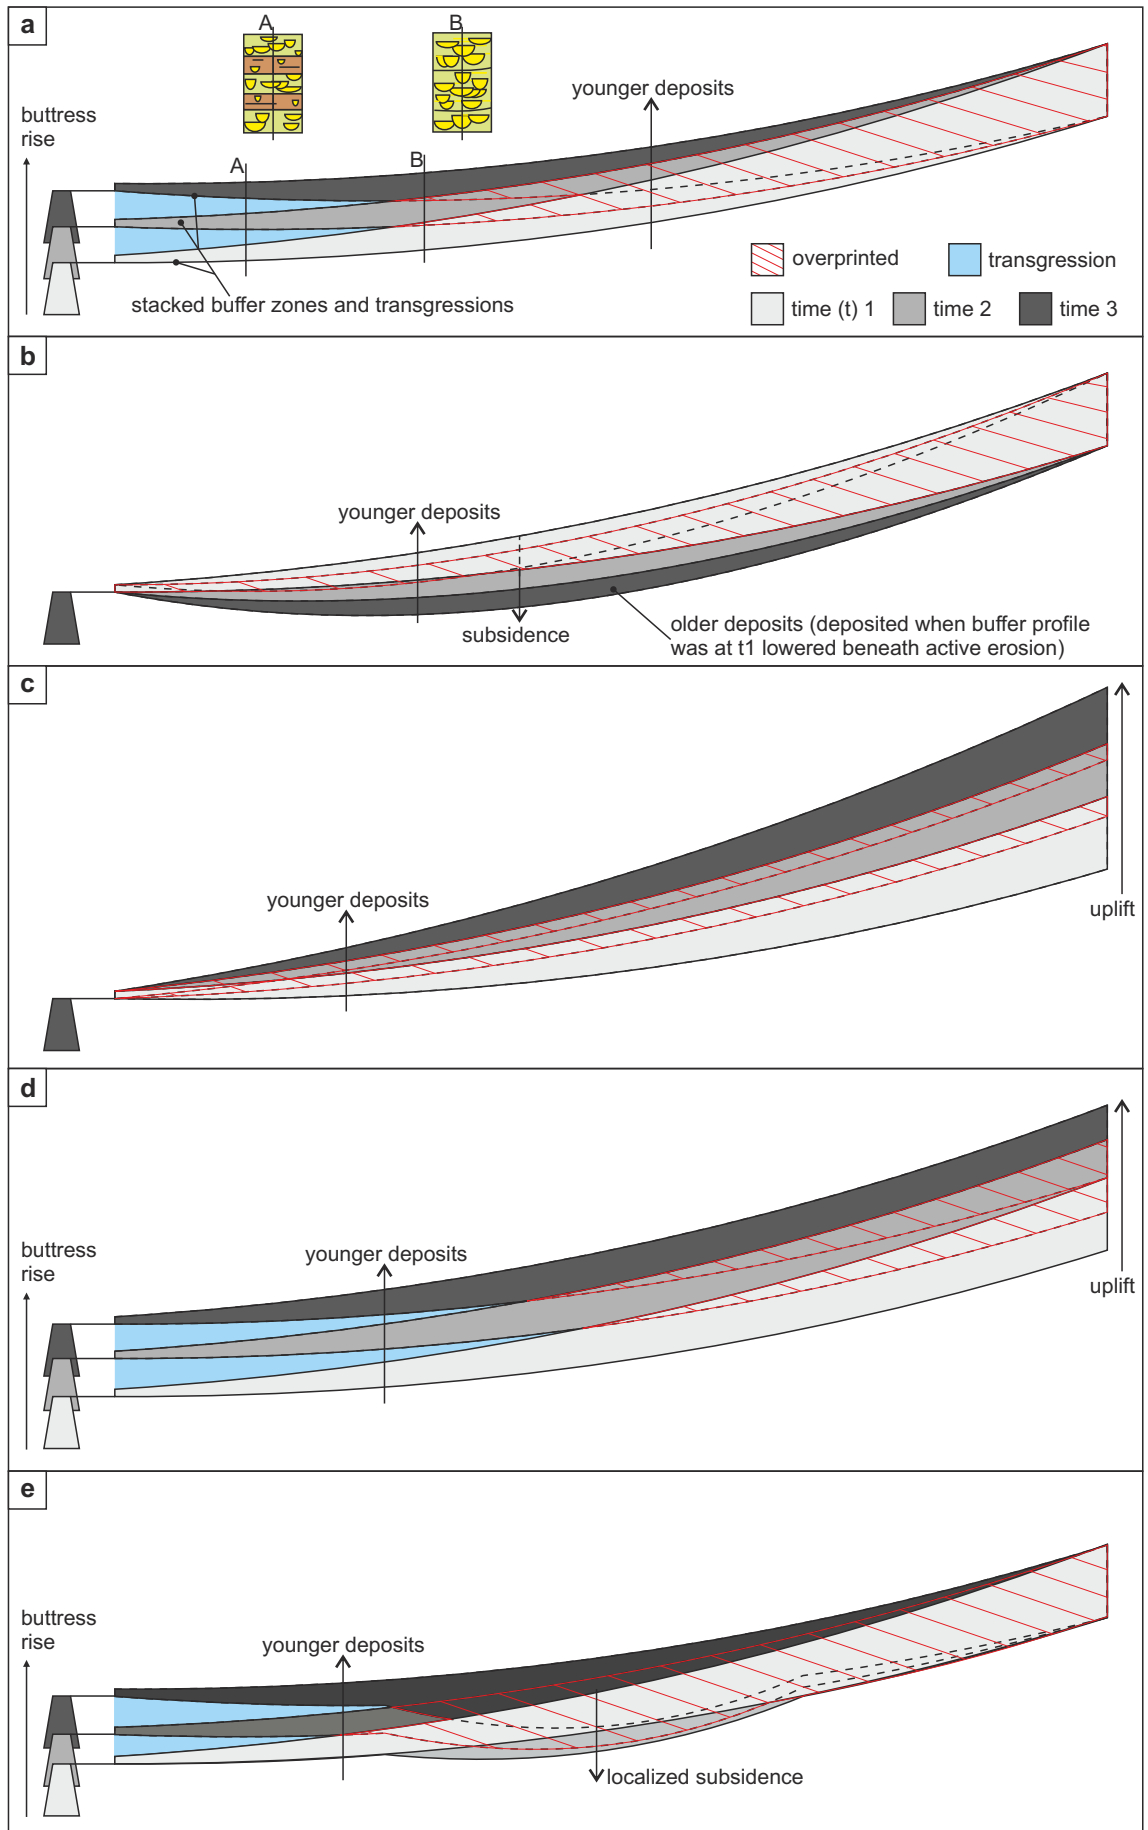 a
A
B
buttress
rise
younger deposits
A
B
stacked buffer zones and transgressions
overprinted
transgression
time (t) 1
time 2
time 3
b
younger deposits
subsidence
older deposits (deposited when buffer profile
was at t1 lowered beneath active erosion)
c
younger deposits
uplift
d
buttress
rise
younger deposits
uplift
e
buttress
rise
younger deposits
localized subsidence